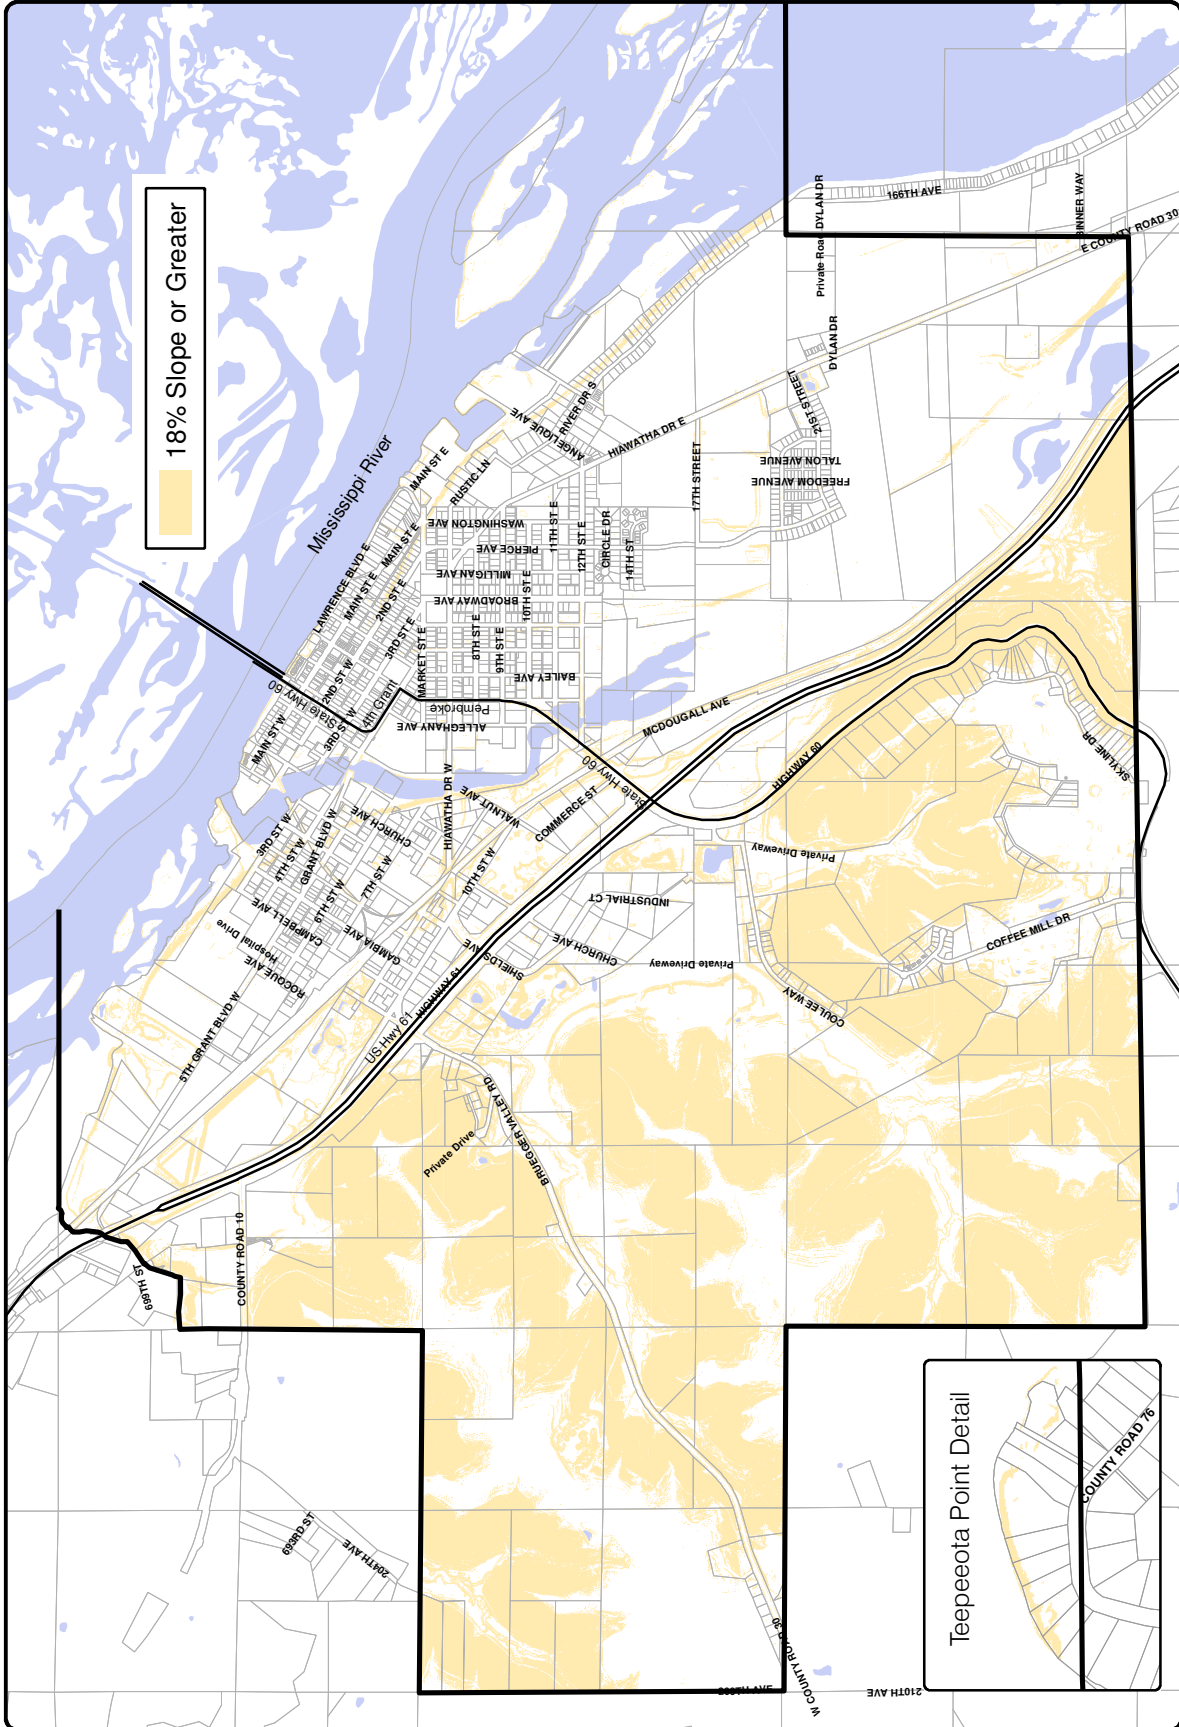 18% Slope or Greater
Mississippi River
166TH AVE
Private Road
DYLAN DR
BINNER WAY
E COUNTY ROAD 30
DYLAN DR
21ST STREET
TALON AVENUE
FREEDOM AVENUE
17TH STREET
HIAWATHA DR E
RIVER DR S
ANGELIQUE AVE
MAIN ST E
RUSTIC LN
WASHINGTON AVE
PIERCE AVE
MILLIGAN AVE
BROADWAY AVE
11TH ST E
12TH ST E
CIRCLE DR
14TH ST
10TH ST E
8TH ST E
9TH ST E
BAILEY AVE
MARKET ST E
Pembroke
ALLEGHANY AVE
LAWRENCE BLVD E
MAIN ST E
MAIN ST E
2ND ST E
3RD ST E
State Hwy 60
2ND ST W
3RD ST W
4th Grant
MAIN ST W
MCDOUGALL AVE
State Hwy 60
HIGHWAY 60
SKYLINE DR
HIAWATHA DR W
WALNUT AVE
COMMERCE ST
10TH ST W
3RD ST W
4TH ST W
GRANT BLVD W
CHURCH AVE
6TH ST W
7TH ST W
CAMPBELL AVE
Hospital Drive
ROCQUE AVE
GAMBIA AVE
5TH GRANT BLVD W
US Hwy 61
HIGHWAY 61
SHIELDS AVE
CHURCH AVE
INDUSTRIAL CT
Private Driveway
Private Driveway
COULEE WAY
COFFEE MILL DR
Private Drive
BRUEGGER VALLEY RD
699TH ST
COUNTY ROAD 10
693RD ST
204TH AVE
W COUNTY ROAD 30
210TH AVE
Teepeeota Point Detail
COUNTY ROAD 76